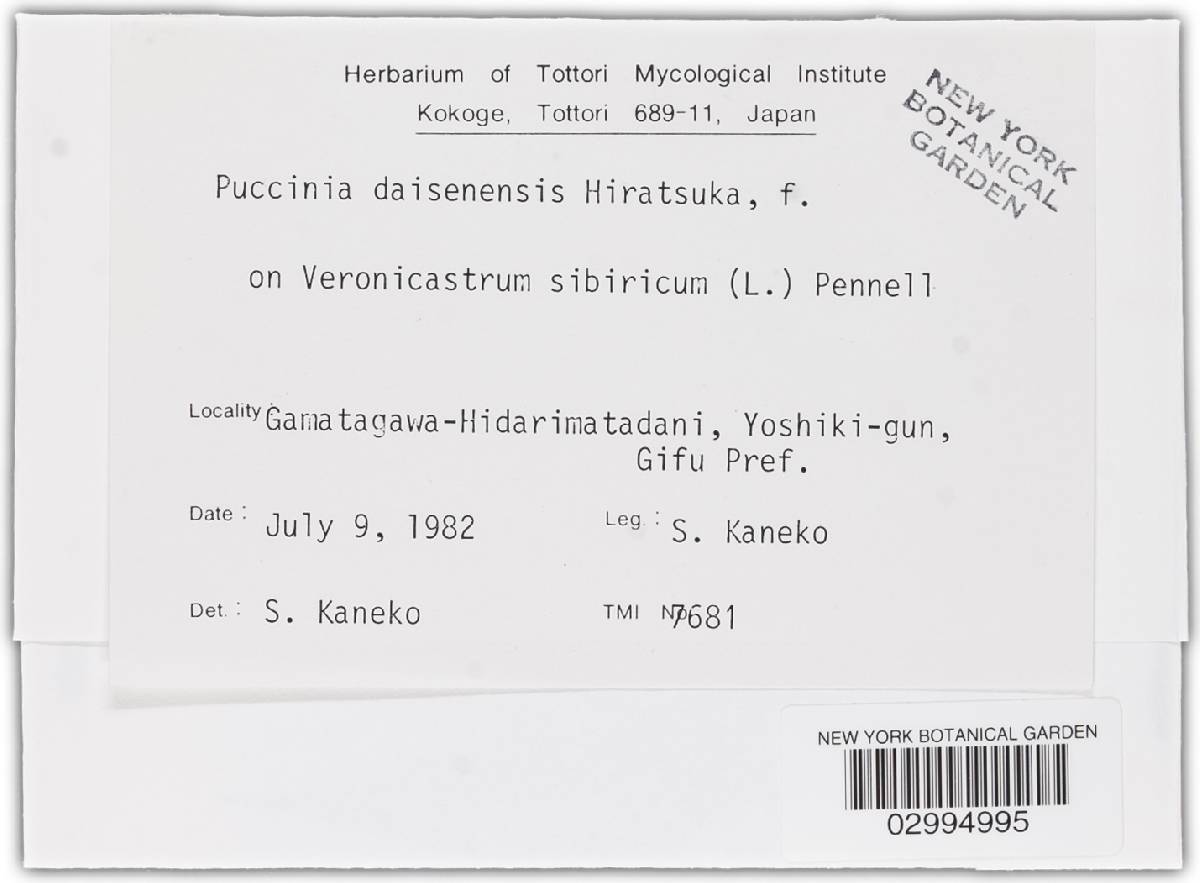 Herbarium of Tottori Mycological Institute
Kokoge, Tottori 689-11, Japan
NEW YORK
BOTANICAL
GARDEN
Puccinia daisenensis Hiratsuka, f.
on Veronicastrum sibiricum (L.) Pennell
Locality: Gamatagawa-Hidarimatadani, Yoshiki-gun,
Gifu Pref.
Date: July 9, 1982 Leg.: S. Kaneko
Det.: S. Kaneko TMI No. 7681
NEW YORK BOTANICAL GARDEN
02994995